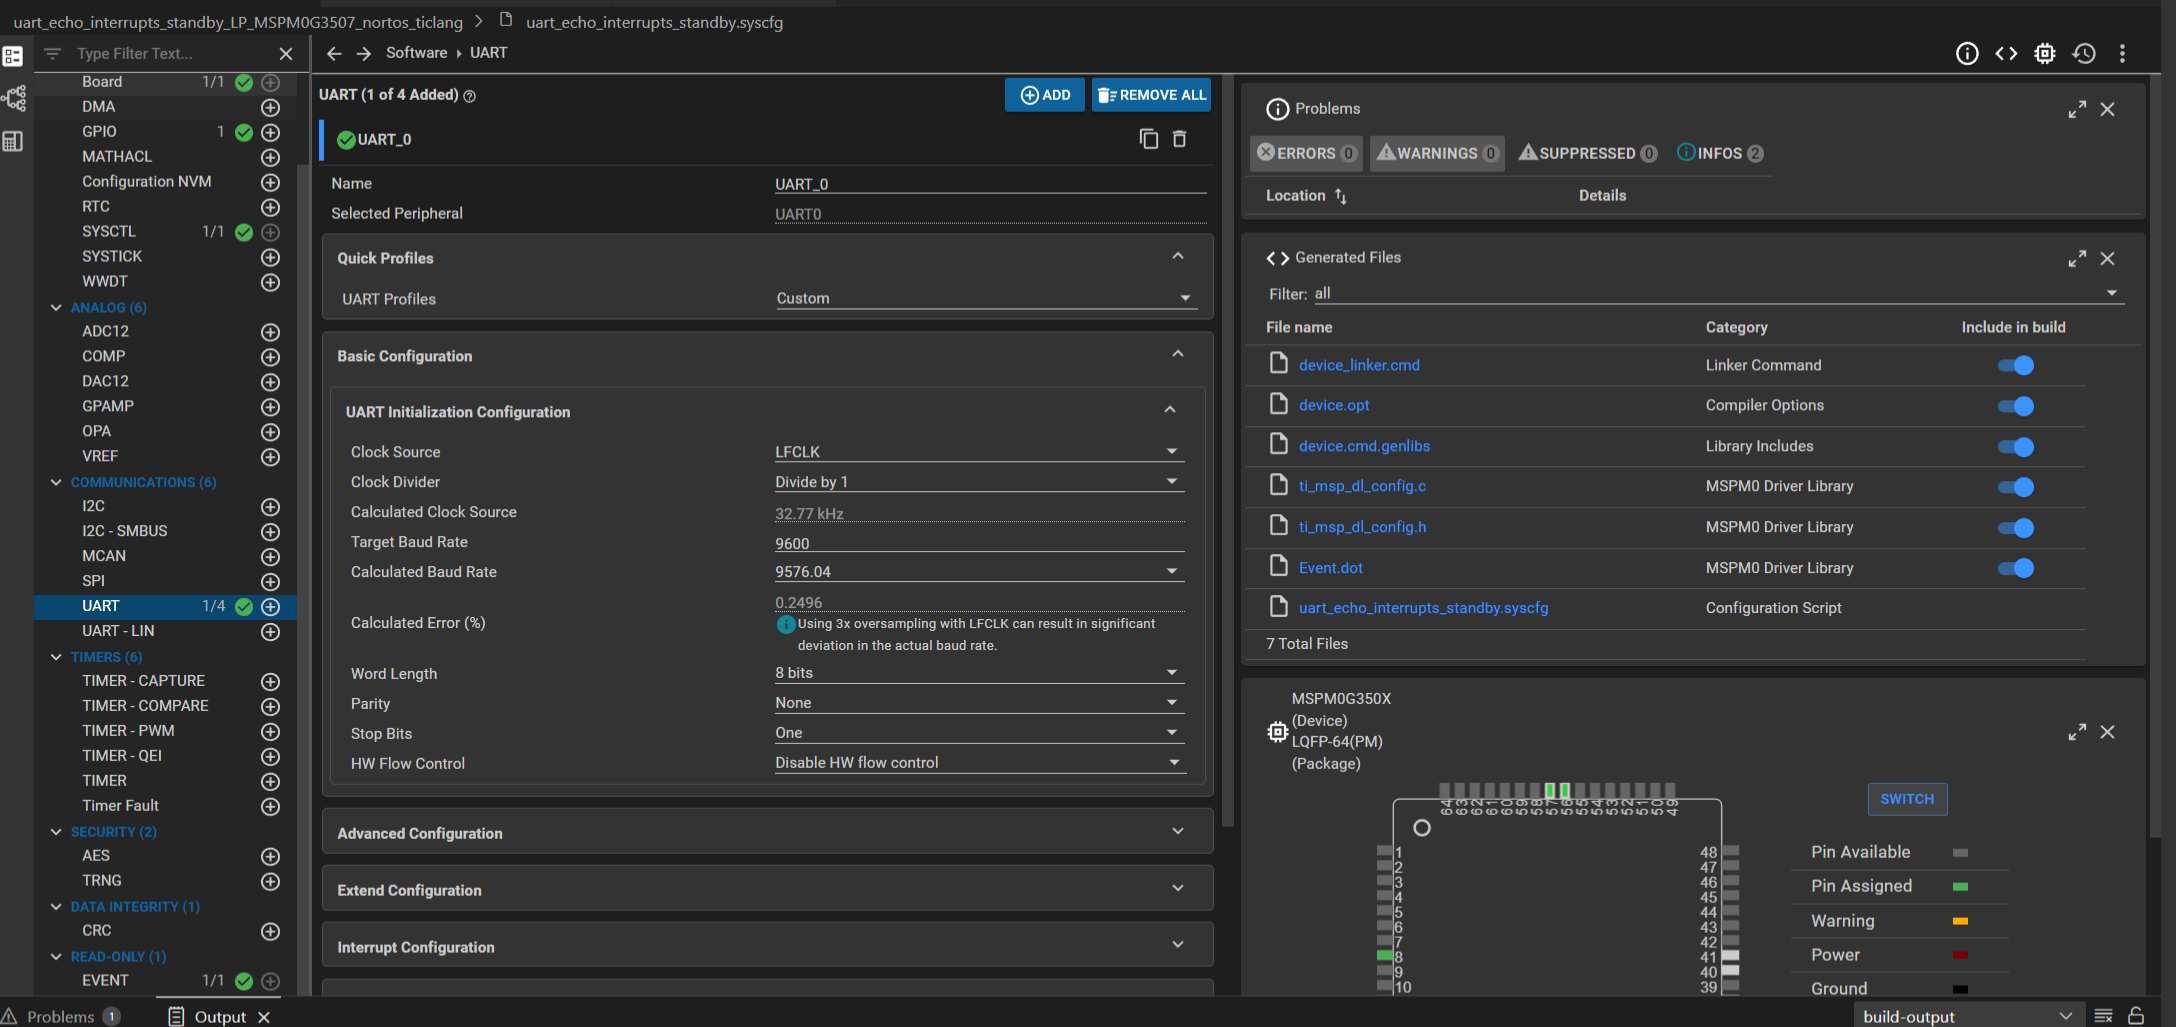 uart_echo_interrupts_standby_LP_MSPM0G3507_nortos_ticlang > uart_echo_interrupts_standby.syscfg
Type Filter Text...
Board 1/1
DMA
GPIO 1
MATHACL
Configuration NVM
RTC
SYSCTL 1/1
SYSTICK
WWDT
ANALOG (6)
ADC12
COMP
DAC12
GPAMP
OPA
VREF
COMMUNICATIONS (6)
I2C
I2C - SMBUS
MCAN
SPI
UART 1/4
UART - LIN
TIMERS (6)
TIMER - CAPTURE
TIMER - COMPARE
TIMER - PWM
TIMER - QEI
TIMER
Timer Fault
SECURITY (2)
AES
TRNG
DATA INTEGRITY (1)
CRC
READ-ONLY (1)
EVENT 1/1
Software ▸ UART
UART (1 of 4 Added)
ADD
REMOVE ALL
UART_0
Name UART_0
Selected Peripheral UART0
Quick Profiles
UART Profiles Custom
Basic Configuration
UART Initialization Configuration
Clock Source LFCLK
Clock Divider Divide by 1
Calculated Clock Source 32.77 kHz
Target Baud Rate 9600
Calculated Baud Rate 9576.04
Calculated Error (%) 0.2496
Using 3x oversampling with LFCLK can result in significant
deviation in the actual baud rate.
Word Length 8 bits
Parity None
Stop Bits One
HW Flow Control Disable HW flow control
Advanced Configuration
Extend Configuration
Interrupt Configuration
Problems
ERRORS 0 WARNINGS 0 SUPPRESSED 0 INFOS 2
Location Details
Generated Files
Filter: all
File name Category Include in build
device_linker.cmd Linker Command
device.opt Compiler Options
device.cmd.genlibs Library Includes
ti_msp_dl_config.c MSPM0 Driver Library
ti_msp_dl_config.h MSPM0 Driver Library
Event.dot MSPM0 Driver Library
uart_echo_interrupts_standby.syscfg Configuration Script
7 Total Files
MSPM0G350X
(Device)
LQFP-64(PM)
(Package)
SWITCH
64 63 62 61 60 59 58 57 56 55 54 53 52 51 50 49
1 48
2 47
3 46
4 45
5 44
6 43
7 42
8 41
9 40
10 39
Pin Available
Pin Assigned
Warning
Power
Ground
Problems 1
Output
build-output